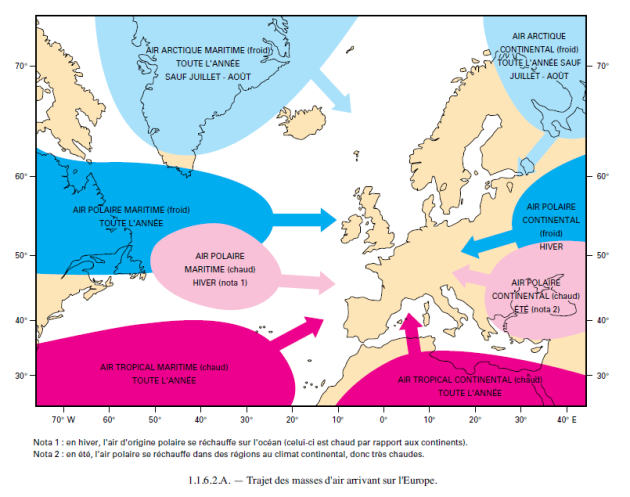 AIR ARCTIQUE MARITIME (froid)
TOUTE L'ANNÉE
SAUF JUILLET - AOÛT
AIR ARCTIQUE
CONTINENTAL (froid)
TOUTE L'ANNÉE SAUF
JUILLET - AOÛT
70°
70°
60°
60°
AIR POLAIRE MARITIME (froid)
TOUTE L'ANNÉE
AIR POLAIRE
CONTINENTAL
(froid)
HIVER
50°
50°
AIR POLAIRE
MARITIME (chaud)
HIVER (nota 1)
AIR POLAIRE
CONTINENTAL (chaud)
ÉTÉ (nota 2)
40°
40°
AIR TROPICAL MARITIME (chaud)
TOUTE L'ANNÉE
AIR TROPICAL CONTINENTAL (chaud)
TOUTE L'ANNÉE
30°
30°
70° W 60° 50° 40° 30° 20° 10° 0° 10° 20° 30° 40° E
Nota 1 : en hiver, l'air d'origine polaire se réchauffe sur l'océan (celui-ci est chaud par rapport aux continents).
Nota 2 : en été, l'air polaire se réchauffe dans des régions au climat continental, donc très chaudes.
1.1.6.2.A. — Trajet des masses d'air arrivant sur l'Europe.